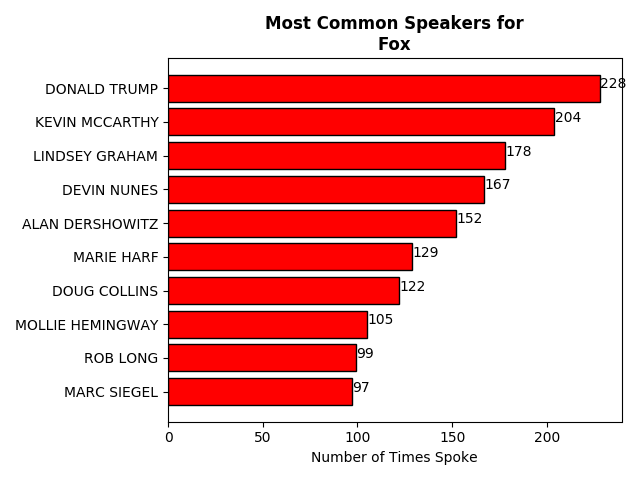 Most Common Speakers for
Fox
DONALD TRUMP 228
KEVIN MCCARTHY 204
LINDSEY GRAHAM 178
DEVIN NUNES 167
ALAN DERSHOWITZ 152
MARIE HARF 129
DOUG COLLINS 122
MOLLIE HEMINGWAY 105
ROB LONG 99
MARC SIEGEL 97
0 50 100 150 200
Number of Times Spoke